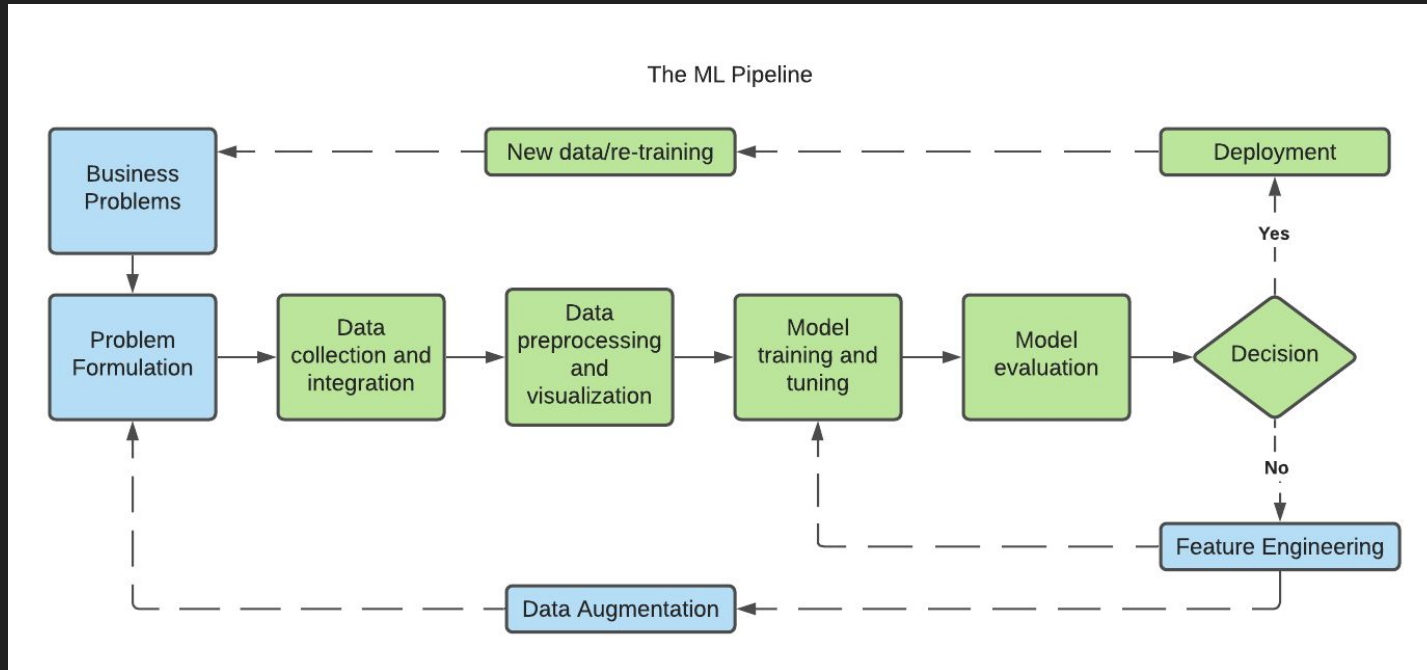 The ML Pipeline
Business
Problems
New data/re-training
Deployment
Yes
Problem
Formulation
Data
collection and
integration
Data
preprocessing
and
visualization
Model
training and
tuning
Model
evaluation
Decision
No
Feature Engineering
Data Augmentation